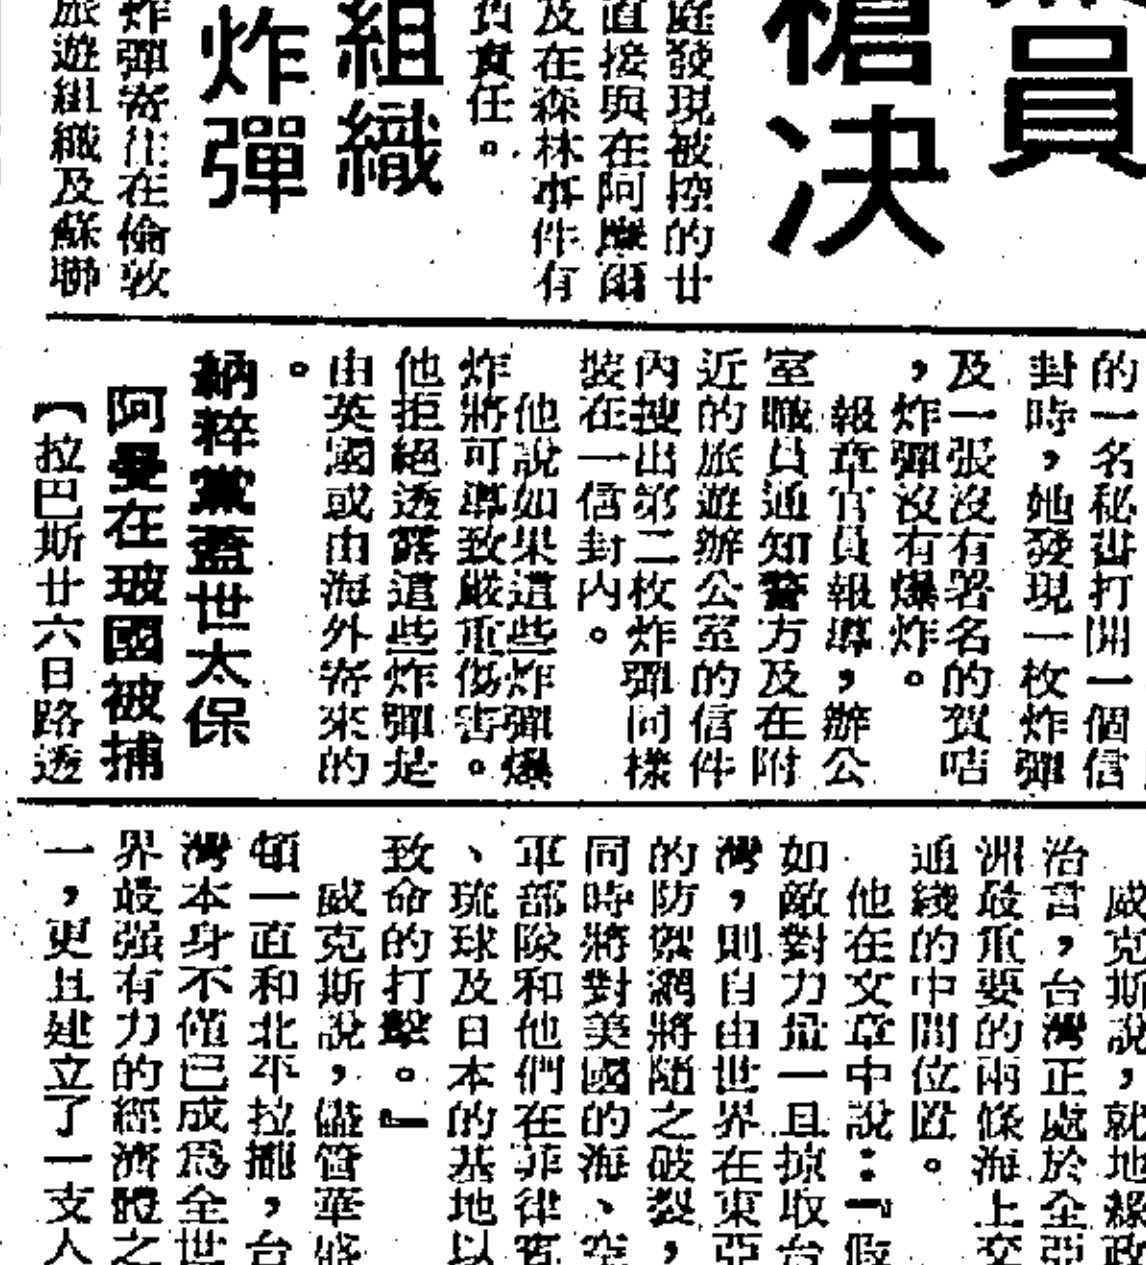 員
槍决
庭發現被控的廿
直接與在阿摩爾
及在森林事件有
負責任。
組織
炸彈
炸彈寄往在倫敦
旅遊組織及蘇聯
的一名秘書打開一個信
封時，她發現一枚炸彈
及一張沒有署名的賀咭
，炸彈沒有爆炸。
報章官員報導，辦公
室職員通知警方及在附
近的旅遊辦公室的信件
內搜出第二枚炸彈同樣
裝在一信封內。
他說如果這些炸彈爆
炸將可導致嚴重傷害。
他拒絕透露這些炸彈是
由英國或由海外寄來的
。
納粹黨蓋世太保
阿曼在玻國被捕
【拉巴斯廿六日路透
威克斯說，就地緣政
治言，台灣正處於全亞
洲最重要的兩條海上交
通綫的中間位置。
他在文章中說：『假
如敵對力量一旦掠取台
灣，則自由世界在東亞
的防禦網將隨之破裂，
同時將對美國的海、空
軍部隊和他們在菲律賓
、琉球及日本的基地以
致命的打擊。』
威克斯說，儘管華盛
頓一直和北平拉攏，台
灣本身不僅已成爲全世
界最强有力的經濟體之
一，更且建立了一支人